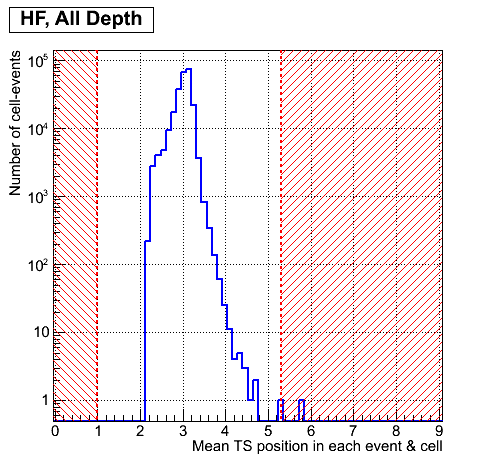 HF, All Depth
Number of cell-events
10^5
10^4
10^3
10^2
10
1
0 1 2 3 4 5 6 7 8 9
Mean TS position in each event & cell